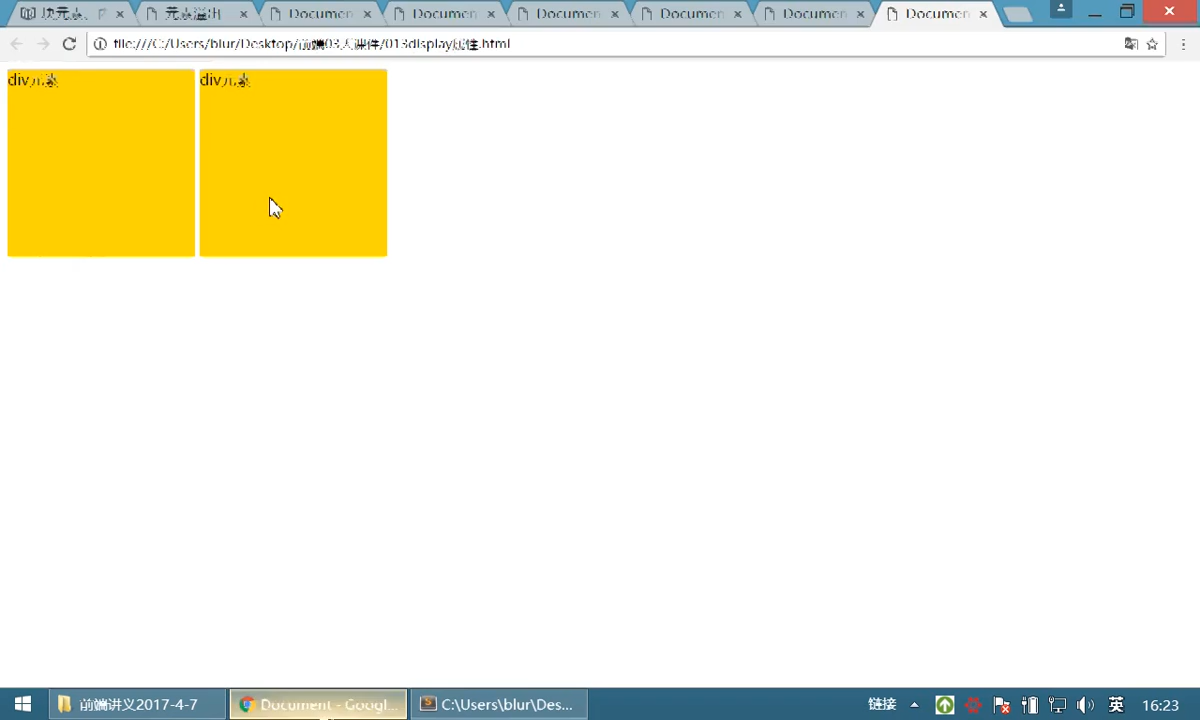 块元素、
元素溢出
Documen
Documen
Documen
Documen
Documen
Documen
file:///C:/Users/blur/Desktop/前端03天课件/013display属性.html
div元素 div元素
前端讲义2017-4-7
Document - Googl...
C:\Users\blur\Des...
链接
英
16:23